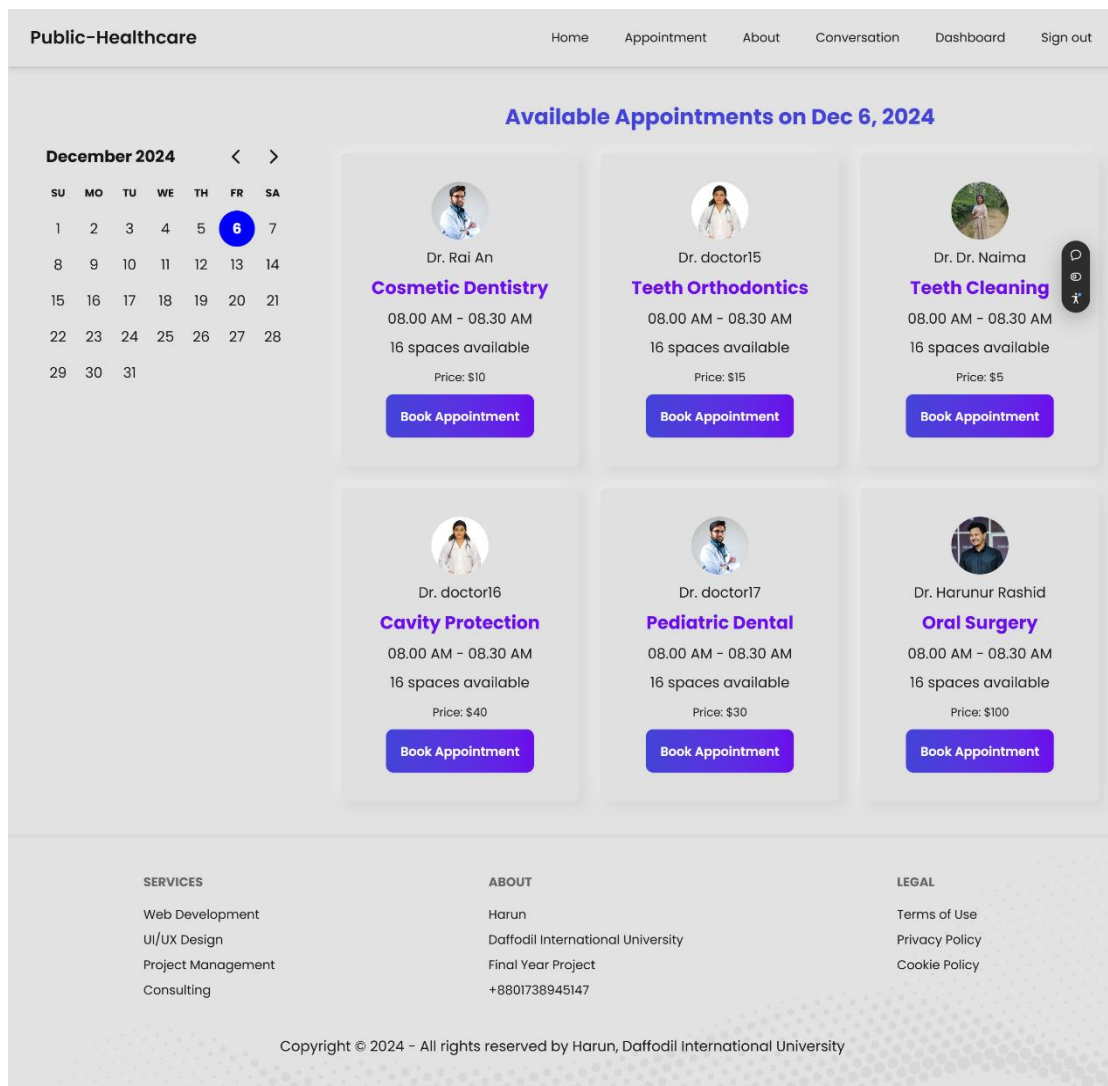 Public-Healthcare
Home Appointment About Conversation Dashboard Sign out
Available Appointments on Dec 6, 2024
December 2024
SU MO TU WE TH FR SA
1 2 3 4 5 6 7
8 9 10 11 12 13 14
15 16 17 18 19 20 21
22 23 24 25 26 27 28
29 30 31
Dr. Rai An
Cosmetic Dentistry
08.00 AM - 08.30 AM
16 spaces available
Price: $10
Book Appointment
Dr. doctor15
Teeth Orthodontics
08.00 AM - 08.30 AM
16 spaces available
Price: $15
Book Appointment
Dr. Dr. Naima
Teeth Cleaning
08.00 AM - 08.30 AM
16 spaces available
Price: $5
Book Appointment
Dr. doctor16
Cavity Protection
08.00 AM - 08.30 AM
16 spaces available
Price: $40
Book Appointment
Dr. doctor17
Pediatric Dental
08.00 AM - 08.30 AM
16 spaces available
Price: $30
Book Appointment
Dr. Harunur Rashid
Oral Surgery
08.00 AM - 08.30 AM
16 spaces available
Price: $100
Book Appointment
SERVICES
Web Development
UI/UX Design
Project Management
Consulting
ABOUT
Harun
Daffodil International University
Final Year Project
+8801738945147
LEGAL
Terms of Use
Privacy Policy
Cookie Policy
Copyright © 2024 - All rights reserved by Harun, Daffodil International University